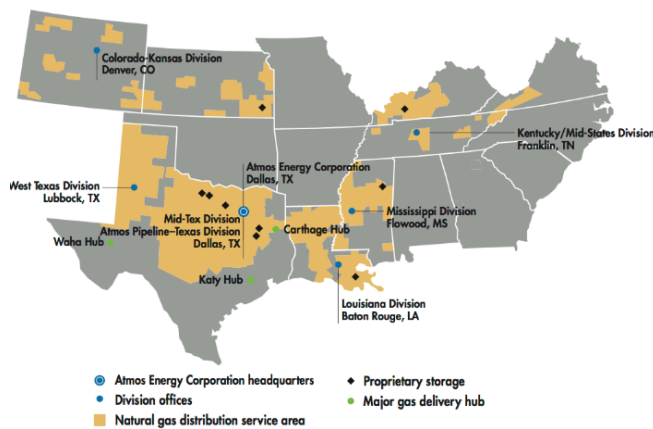 Colorado-Kansas Division
Denver, CO
Kentucky/Mid-States Division
Franklin, TN
Atmos Energy Corporation
Dallas, TX
West Texas Division
Lubbock, TX
Mid-Tex Division
Atmos Pipeline–Texas Division
Dallas, TX
Mississippi Division
Flowood, MS
Carthage Hub
Waha Hub
Katy Hub
Louisiana Division
Baton Rouge, LA
Atmos Energy Corporation headquarters
Division offices
Natural gas distribution service area
Proprietary storage
Major gas delivery hub